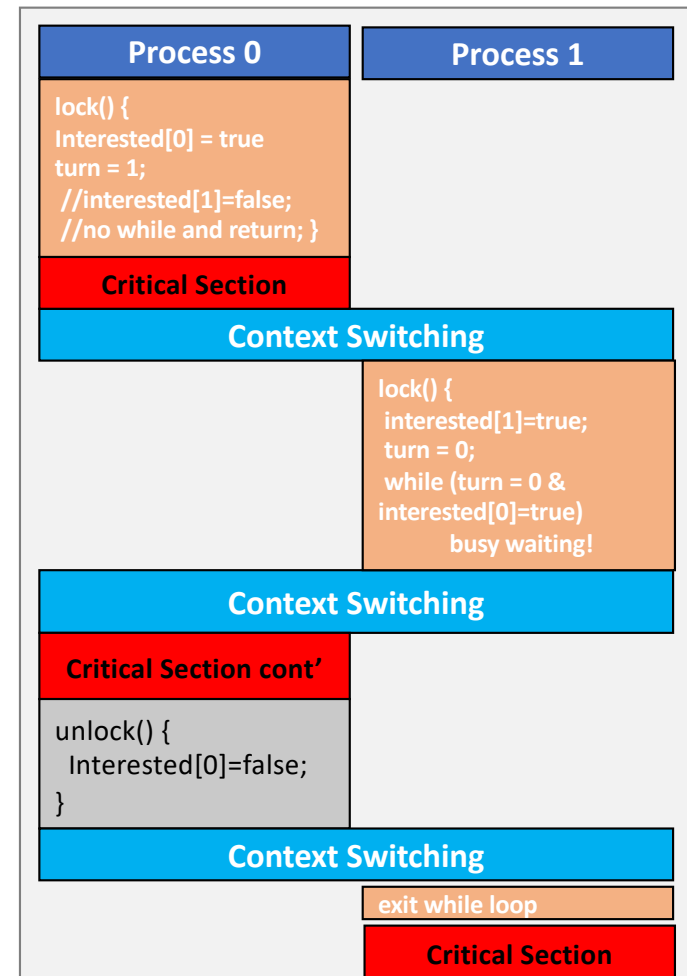 Process 0
Process 1
lock() {
Interested[0] = true
turn = 1;
//interested[1]=false;
//no while and return; }
Critical Section
Context Switching
lock() {
interested[1]=true;
turn = 0;
while (turn = 0 &
interested[0]=true)
busy waiting!
Context Switching
Critical Section cont’
unlock() {
Interested[0]=false;
}
Context Switching
exit while loop
Critical Section